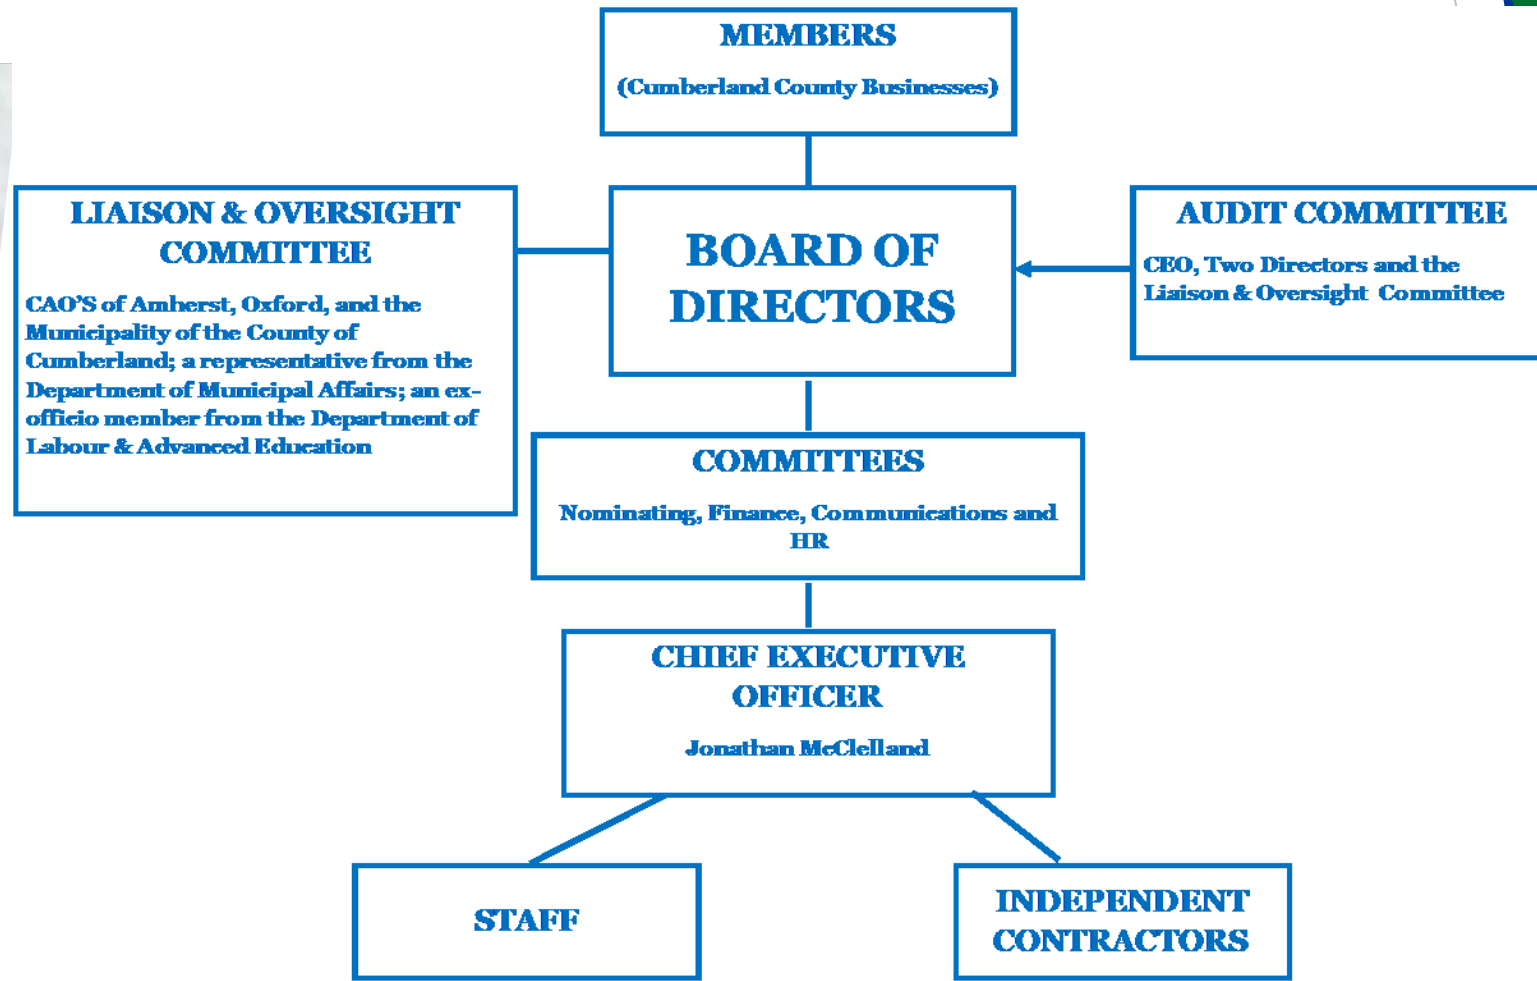 MEMBERS
(Cumberland County Businesses)
LIAISON & OVERSIGHT
COMMITTEE
CAO'S of Amherst, Oxford, and the
Municipality of the County of
Cumberland; a representative from the
Department of Municipal Affairs; an ex-
officio member from the Department of
Labour & Advanced Education
BOARD OF
DIRECTORS
AUDIT COMMITTEE
CEO, Two Directors and the
Liaison & Oversight Committee
COMMITTEES
Nominating, Finance, Communications and
HR
CHIEF EXECUTIVE
OFFICER
Jonathan McClelland
STAFF
INDEPENDENT
CONTRACTORS